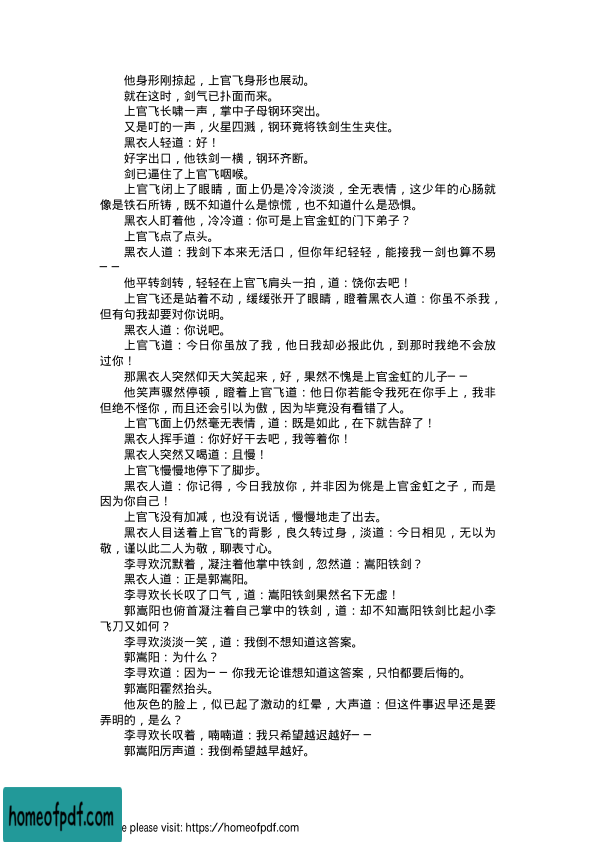 他身形刚掠起，上官飞身形也展动。
就在这时，剑气已扑面而来。
上官飞长啸一声，掌中子母钢环突出。
又是叮的一声，火星四溅，钢环竟将铁剑生生夹住。
黑衣人轻道：好！
好字出口，他铁剑一横，钢环齐断。
剑已逼住了上官飞咽喉。
上官飞闭上了眼睛，面上仍是冷冷淡淡，全无表情，这少年的心肠就
像是铁石所铸，既不知道什么是惊慌，也不知道什么是恐惧。
黑衣人盯着他，冷冷道：你可是上官金虹的门下弟子？
上官飞点了点头。
黑衣人道：我剑下本来无活口，但你年纪轻轻，能接我一剑也算不易
——
他平转剑转，轻轻在上官飞肩头一拍，道：饶你去吧！
上官飞还是站着不动，缓缓张开了眼睛，瞪着黑衣人道：你虽不杀我，
但有句我却要对你说明。
黑衣人道：你说吧。
上官飞道：今日你虽放了我，他日我却必报此仇，到那时我绝不会放
过你！
那黑衣人突然仰天大笑起来，好，果然不愧是上官金虹的儿子——
他笑声骤然停顿，瞪着上官飞道：他日你若能令我死在你手上，我非
但绝不怪你，而且还会引以为傲，因为毕竟没有看错了人。
上官飞面上仍然毫无表情，道：既是如此，在下就告辞了！
黑衣人挥手道：你好好干去吧，我等着你！
黑衣人突然又喝道：且慢！
上官飞慢慢地停下了脚步。
黑衣人道：你记得，今日我放你，并非因为恌是上官金虹之子，而是
因为你自己！
上官飞没有加减，也没有说话，慢慢地走了出去。
黑衣人目送着上官飞的背影，良久转过身，淡道：今日相见，无以为
敬，谨以此二人为敬，聊表寸心。
李寻欢沉默着，凝注着他掌中铁剑，忽然道：嵩阳铁剑？
黑衣人道：正是郭嵩阳。
李寻欢长长叹了口气，道：嵩阳铁剑果然名下无虚！
郭嵩阳也俯首凝注着自己掌中的铁剑，道：却不知嵩阳铁剑比起小李
飞刀又如何？
李寻欢淡淡一笑，道：我倒不想知道这答案。
郭嵩阳：为什么？
李寻欢道：因为——你我无论谁想知道这答案，只怕都要后悔的。
郭嵩阳霍然抬头。
他灰色的脸上，似已起了激动的红晕，大声道：但这件事迟早还是要
弄明的，是么？
李寻欢长叹着，喃喃道：我只希望越迟越好——
郭嵩阳厉声道：我倒希望越早越好。
homeofpdf.com
e please visit: https://homeofpdf.com